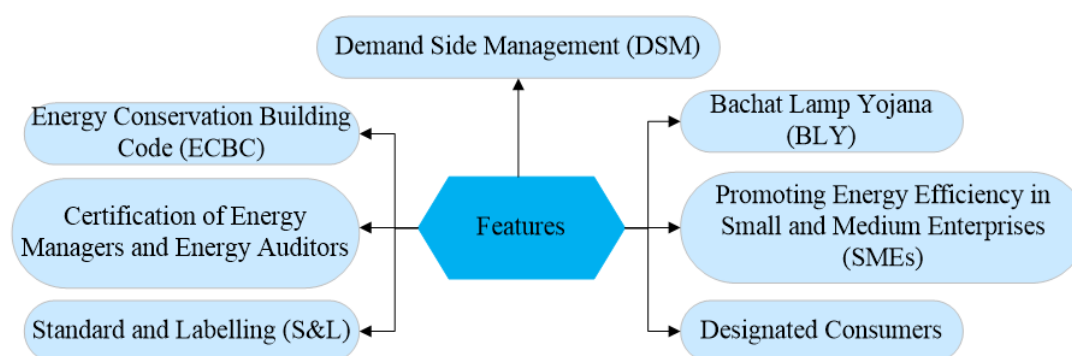 Demand Side Management (DSM)
Energy Conservation Building
Code (ECBC)
Bachat Lamp Yojana
(BLY)
Certification of Energy
Managers and Energy Auditors
Features
Promoting Energy Efficiency in
Small and Medium Enterprises
(SMEs)
Standard and Labelling (S&L)
Designated Consumers